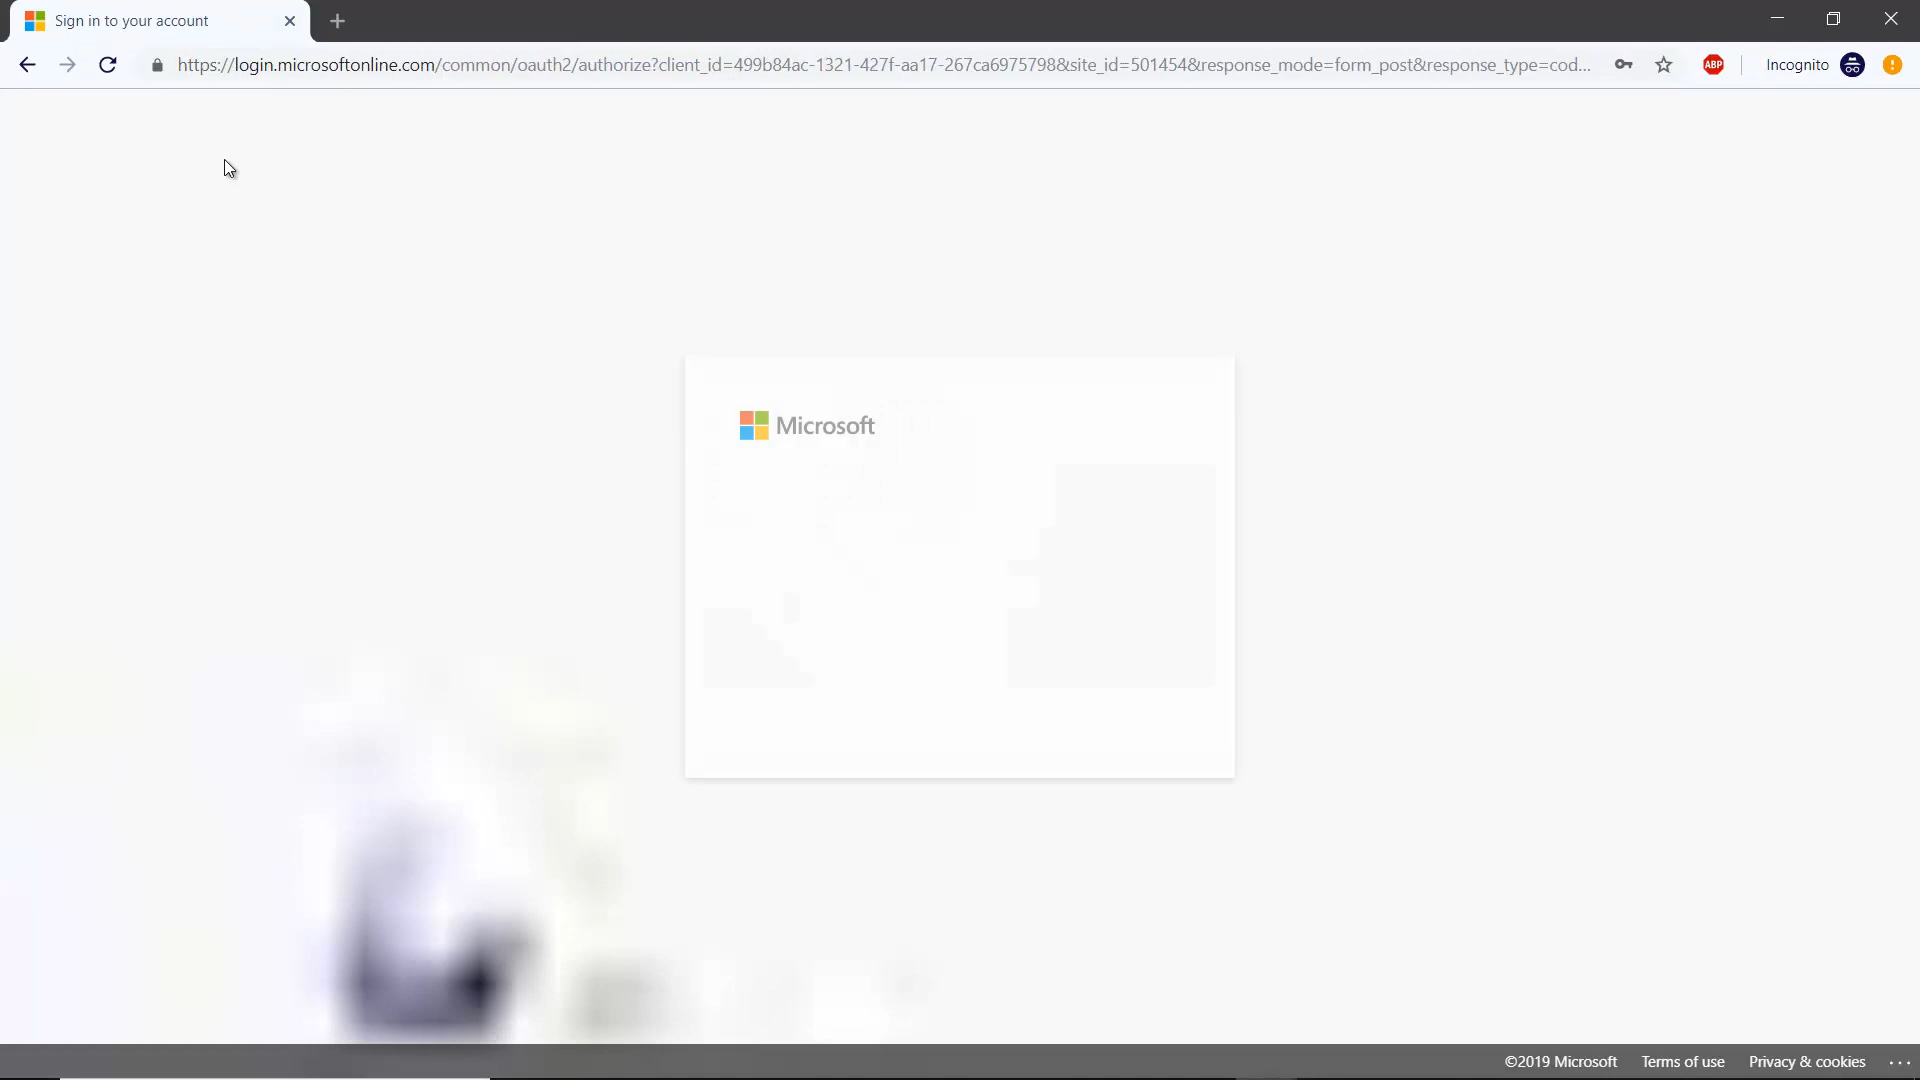 Sign in to your account
https://login.microsoftonline.com/common/oauth2/authorize?client_id=499b84ac-1321-427f-aa17-267ca6975798&site_id=501454&response_mode=form_post&response_type=cod...
ABP
Incognito
Microsoft
©2019 Microsoft
Terms of use
Privacy & cookies
...